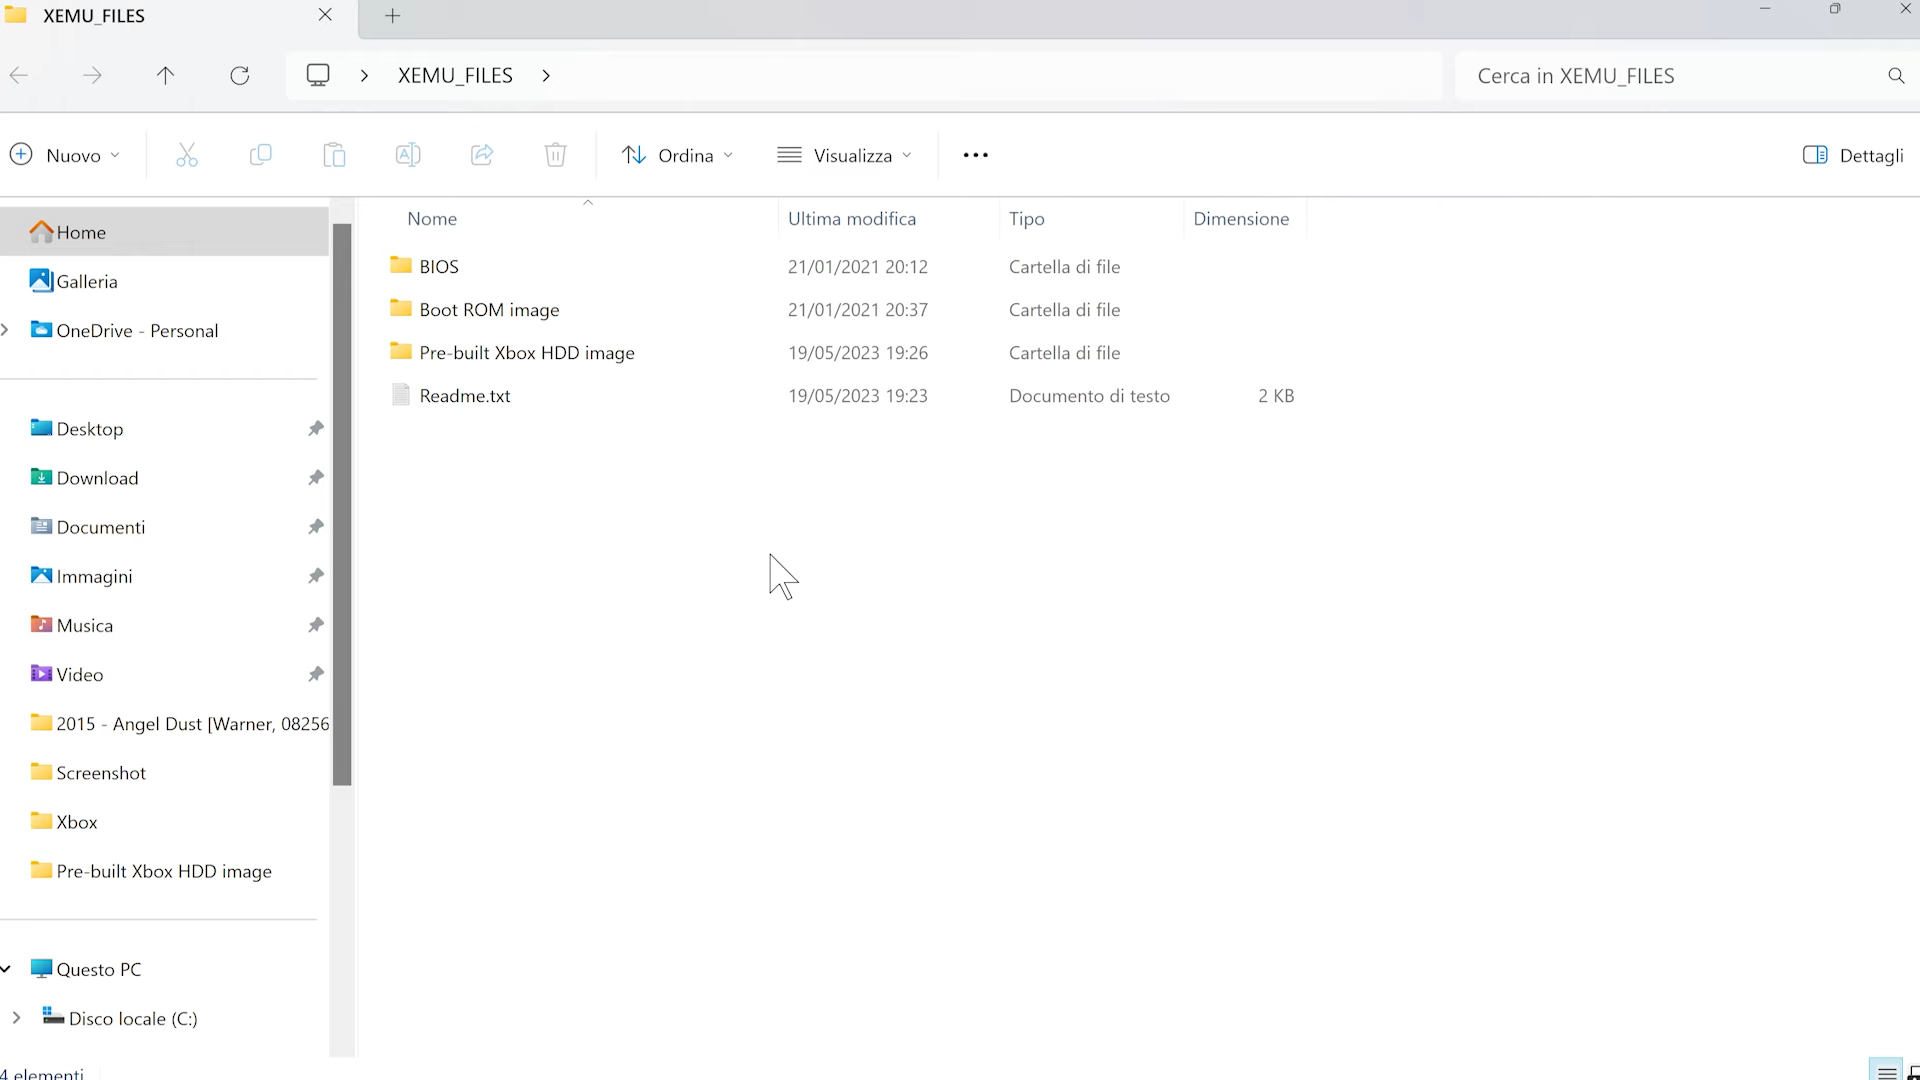 XEMU_FILES
XEMU_FILES
Cerca in XEMU_FILES
Nuovo
Ordina
Visualizza
Dettagli
Home
Galleria
OneDrive - Personal
Desktop
Download
Documenti
Immagini
Musica
Video
2015 - Angel Dust [Warner, 08256
Screenshot
Xbox
Pre-built Xbox HDD image
Questo PC
Disco locale (C:)
Nome Ultima modifica Tipo Dimensione
BIOS 21/01/2021 20:12 Cartella di file
Boot ROM image 21/01/2021 20:37 Cartella di file
Pre-built Xbox HDD image 19/05/2023 19:26 Cartella di file
Readme.txt 19/05/2023 19:23 Documento di testo 2 KB
4 elementi